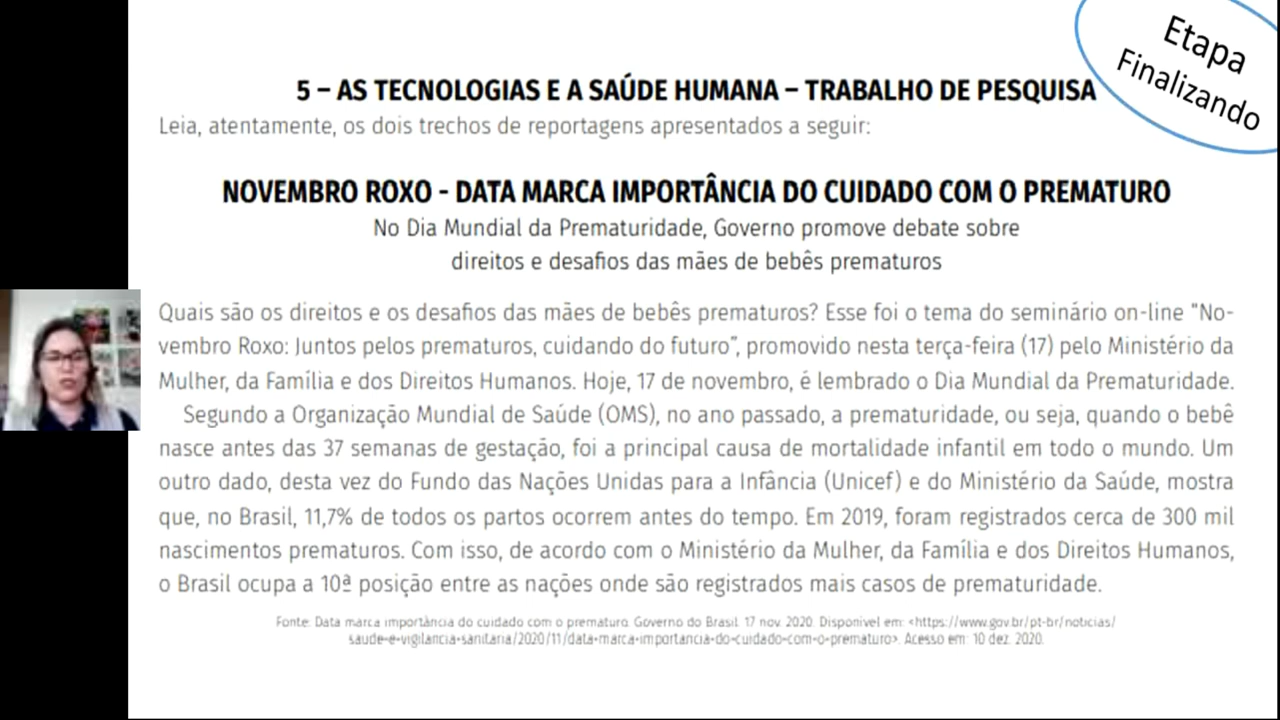 Etapa
Finalizando
5 – AS TECNOLOGIAS E A SAÚDE HUMANA – TRABALHO DE PESQUISA
Leia, atentamente, os dois trechos de reportagens apresentados a seguir:
NOVEMBRO ROXO - DATA MARCA IMPORTÂNCIA DO CUIDADO COM O PREMATURO
No Dia Mundial da Prematuridade, Governo promove debate sobre
direitos e desafios das mães de bebês prematuros
Quais são os direitos e os desafios das mães de bebês prematuros? Esse foi o tema do seminário on-line "No-
vembro Roxo: Juntos pelos prematuros, cuidando do futuro", promovido nesta terça-feira (17) pelo Ministério da
Mulher, da Família e dos Direitos Humanos. Hoje, 17 de novembro, é lembrado o Dia Mundial da Prematuridade.
Segundo a Organização Mundial de Saúde (OMS), no ano passado, a prematuridade, ou seja, quando o bebê
nasce antes das 37 semanas de gestação, foi a principal causa de mortalidade infantil em todo o mundo. Um
outro dado, desta vez do Fundo das Nações Unidas para a Infância (Unicef) e do Ministério da Saúde, mostra
que, no Brasil, 11,7% de todos os partos ocorrem antes do tempo. Em 2019, foram registrados cerca de 300 mil
nascimentos prematuros. Com isso, de acordo com o Ministério da Mulher, da Família e dos Direitos Humanos,
o Brasil ocupa a 10ª posição entre as nações onde são registrados mais casos de prematuridade.
Fonte: Data marca importância do cuidado com o prematuro. Governo do Brasil. 17 nov. 2020. Disponível em: <https://www.gov.br/pt-br/noticias/
saude-e-vigilancia-sanitaria/2020/11/data-marca-importancia-do-cuidado-com-o-prematuro>. Acesso em: 10 dez. 2020.